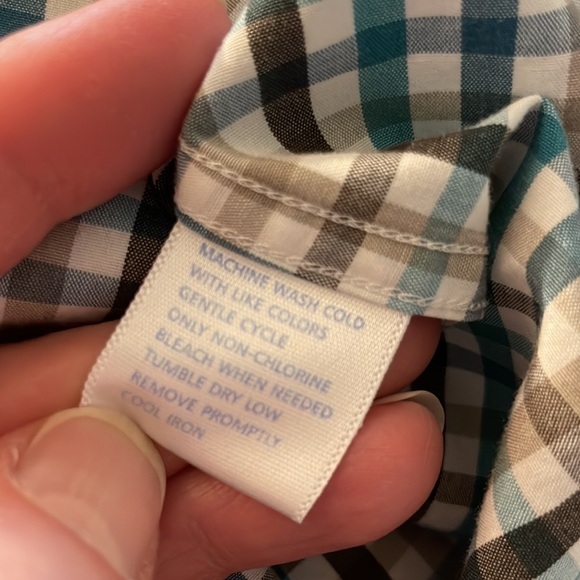 MACHINE WASH COLD
WITH LIKE COLORS
GENTLE CYCLE
ONLY NON-CHLORINE
BLEACH WHEN NEEDED
TUMBLE DRY LOW
REMOVE PROMPTLY
COOL IRON